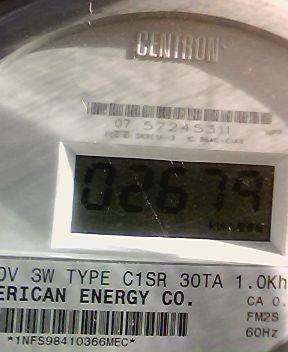 CENTRON
07 57245311
02679
0V 3W TYPE C1SR 30TA 1.0Kh
ERICAN ENERGY CO.
CA 0.
FM2S
60Hz
*1NFS98410366MEC*